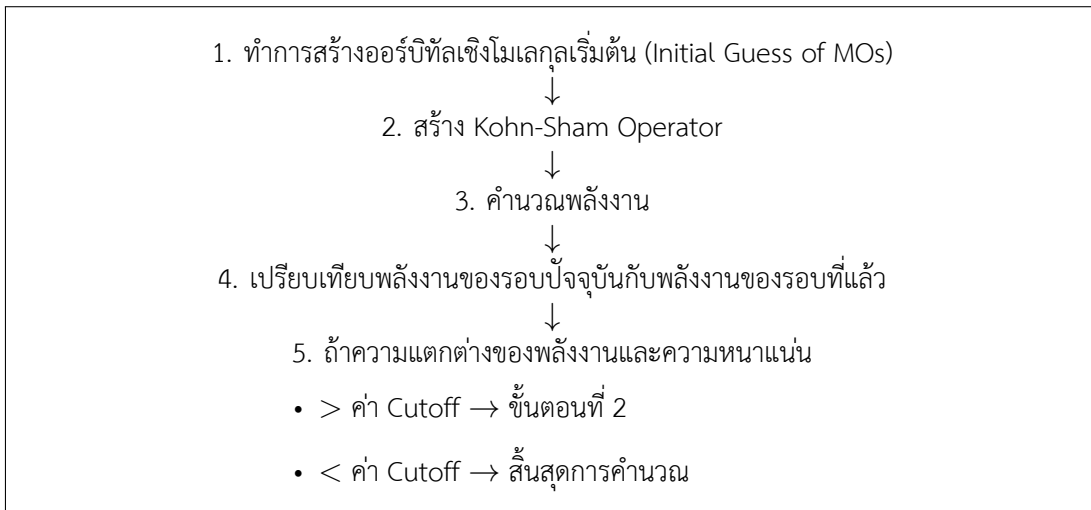 1. ทำการสร้างออร์บิทัลเชิงโมเลกุลเริ่มต้น (Initial Guess of MOs)
↓
2. สร้าง Kohn-Sham Operator
↓
3. คำนวณพลังงาน
↓
4. เปรียบเทียบพลังงานของรอบปัจจุบันกับพลังงานของรอบที่แล้ว
↓
5. ถ้าความแตกต่างของพลังงานและความหนาแน่น
• > ค่า Cutoff → ขั้นตอนที่ 2
• < ค่า Cutoff → สิ้นสุดการคำนวณ